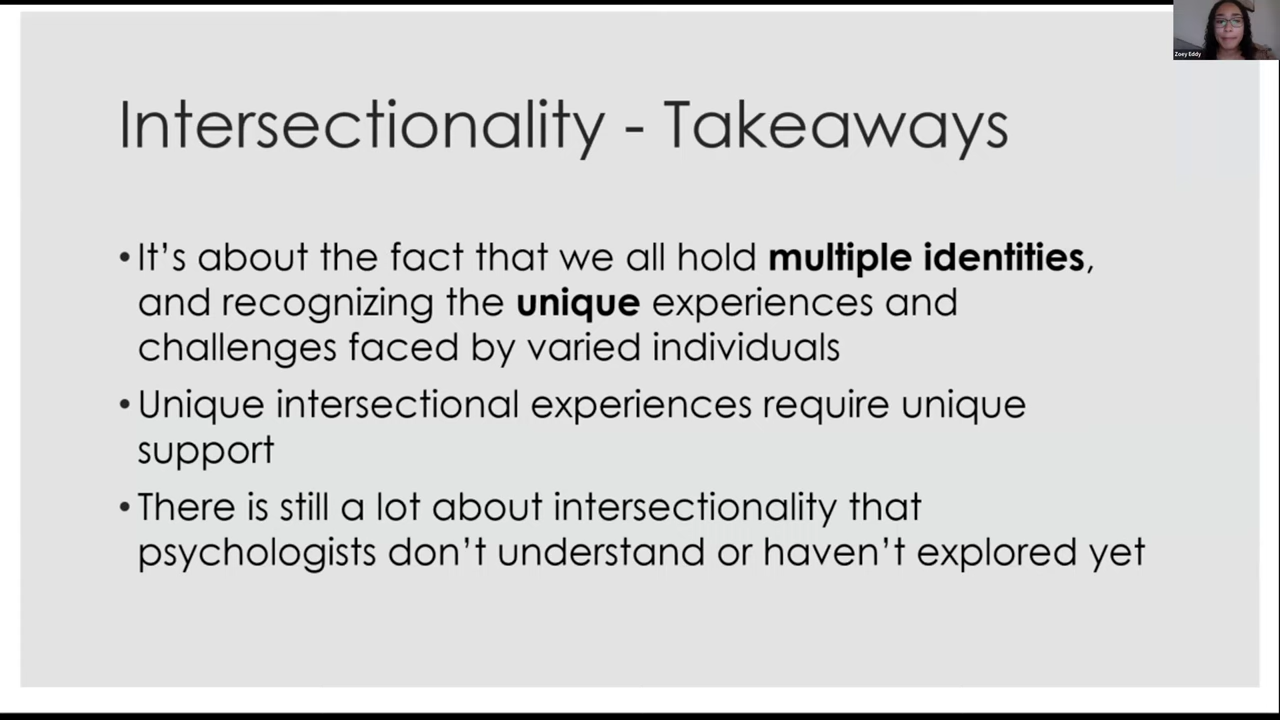 Zoey Eddy
Intersectionality - Takeaways
•It's about the fact that we all hold multiple identities,
and recognizing the unique experiences and
challenges faced by varied individuals
•Unique intersectional experiences require unique
support
•There is still a lot about intersectionality that
psychologists don't understand or haven't explored yet